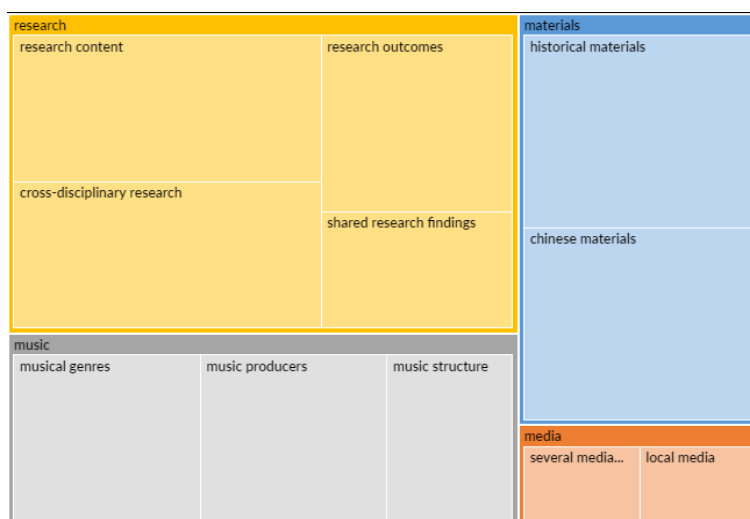 research
research content
research outcomes
cross-disciplinary research
shared research findings
materials
historical materials
chinese materials
music
musical genres
music producers
music structure
media
several media...
local media